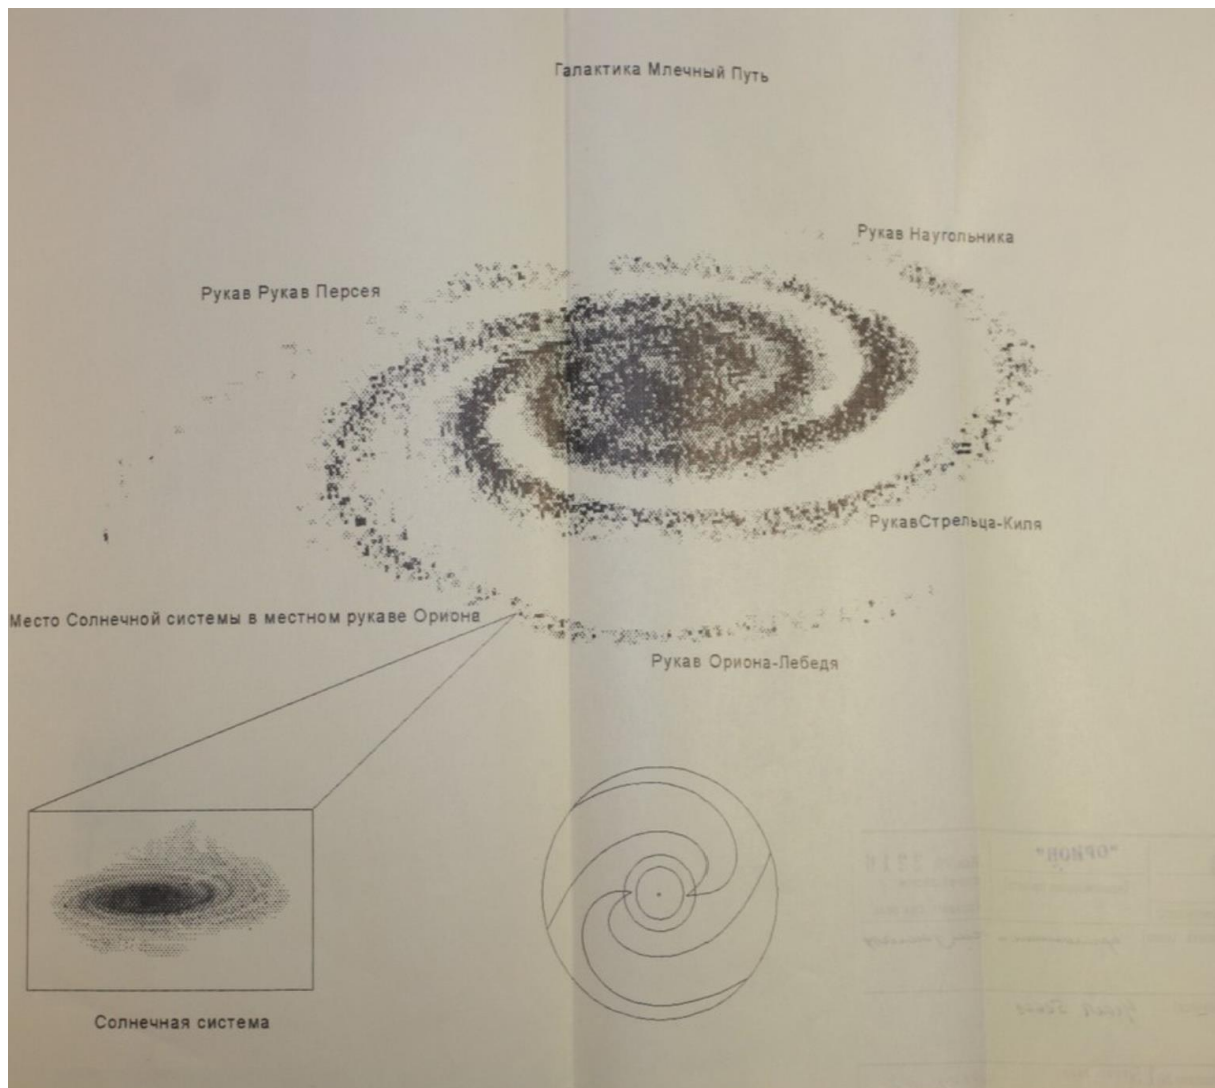 Галактика Млечный Путь
Рукав Наугольника
Рукав Рукав Персея
РукавСтрельца-Киля
Место Солнечной системы в местном рукаве Ориона
Рукав Ориона-Лебедя
"ОРИОН"
Солнечная система